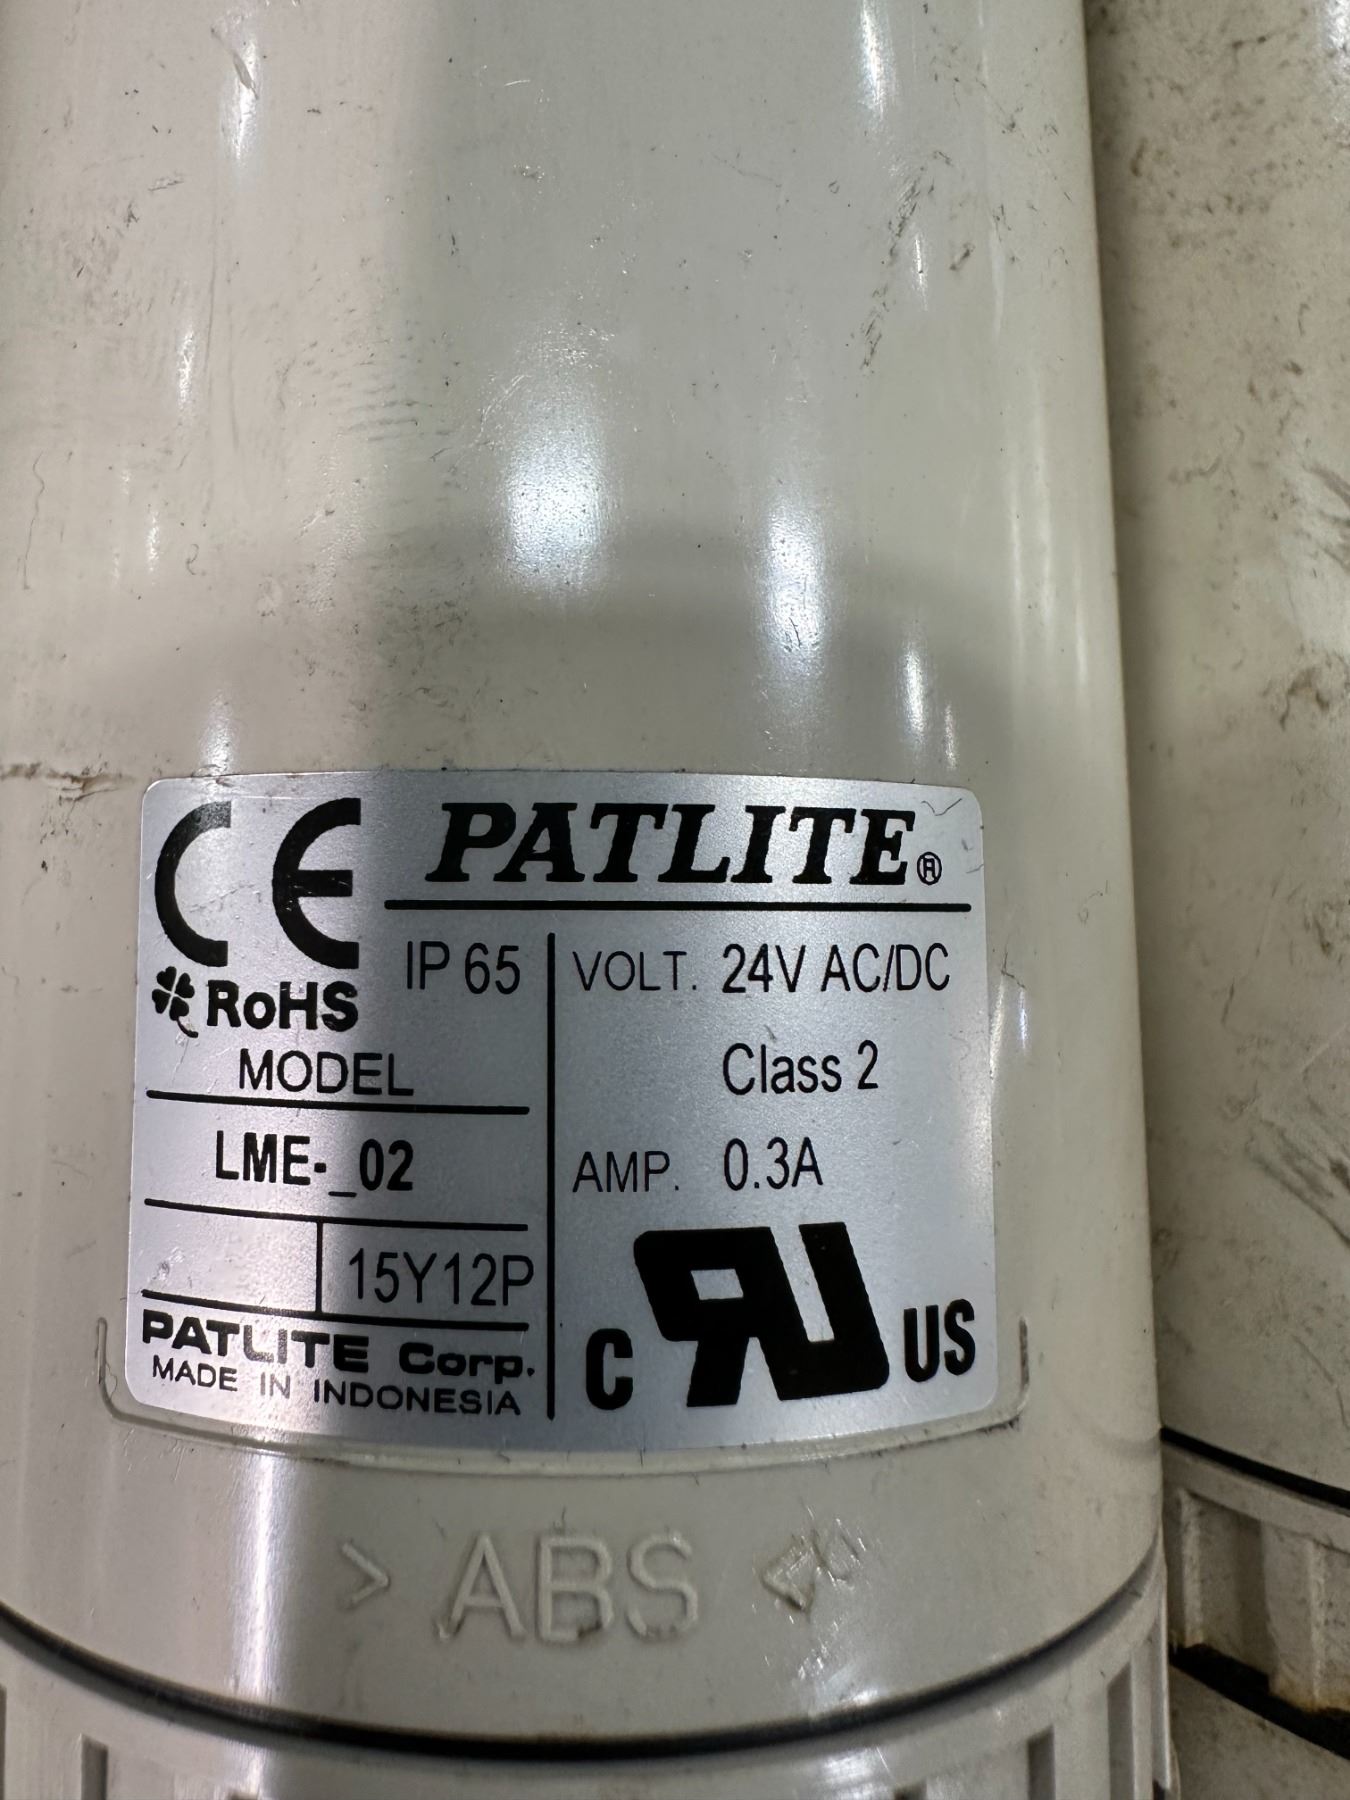 CE PATLITE®
IP 65
RoHS
VOLT. 24V AC/DC
MODEL
Class 2
LME-_02
AMP. 0.3A
15Y12P
PATLITE Corp.
MADE IN INDONESIA
C RU US
> ABS <